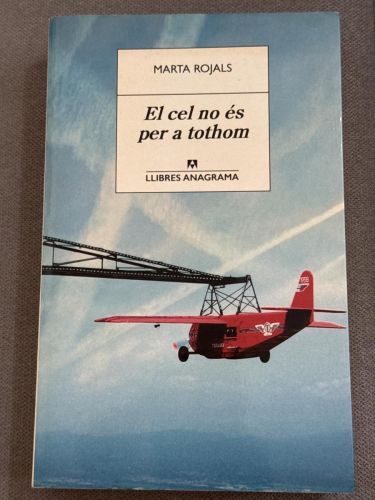 MARTA ROJALS
El cel no és
per a tothom
LLIBRES ANAGRAMA